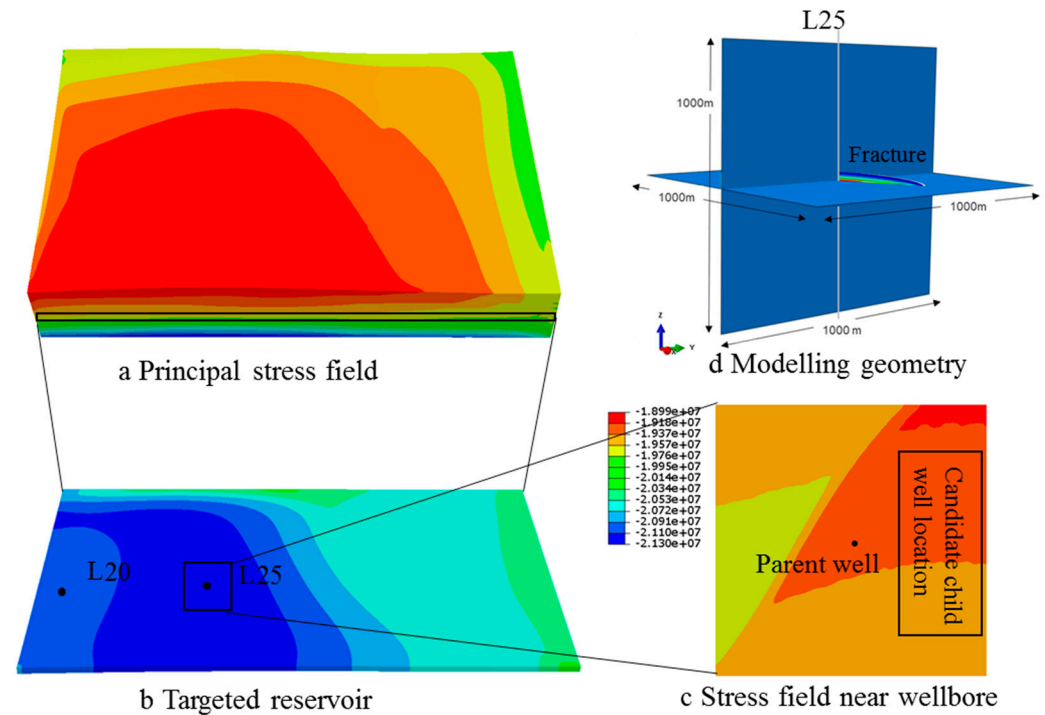 L25
1000m
Fracture
1000m
1000m
1000 m
Z
X
Y
a Principal stress field
d Modelling geometry
-1.899e+07
-1.918e+07
-1.937e+07
-1.957e+07
-1.976e+07
-1.995e+07
-2.014e+07
-2.034e+07
-2.053e+07
-2.072e+07
-2.091e+07
-2.110e+07
-2.130e+07
L20
L25
Parent well
Candidate child
well location
b Targeted reservoir
c Stress field near wellbore